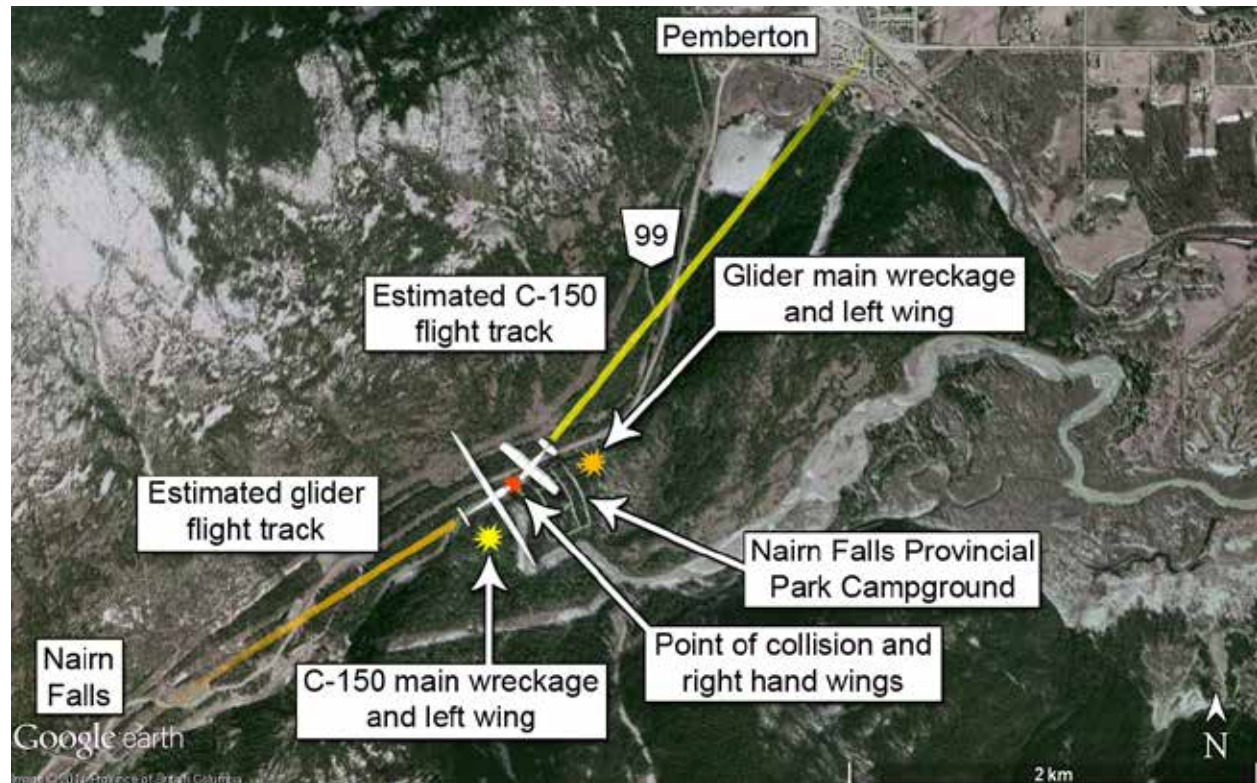 Pemberton
99
Estimated C-150
flight track
Glider main wreckage
and left wing
Estimated glider
flight track
Nairn Falls Provincial
Park Campground
Point of collision and
right hand wings
Nairn
Falls
C-150 main wreckage
and left wing
Google earth
N
2 km